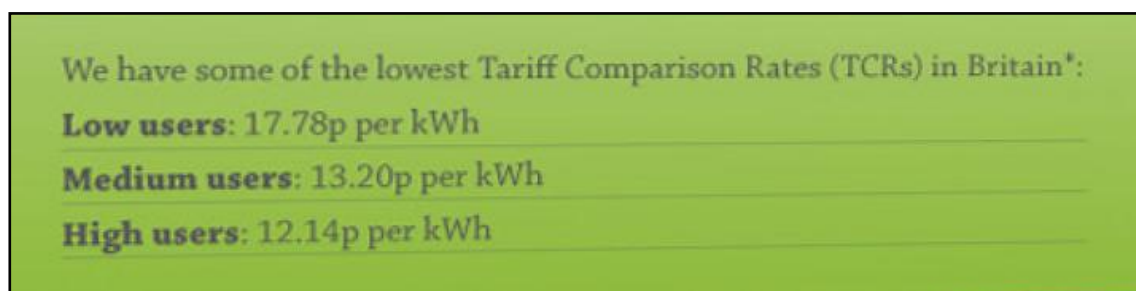 We have some of the lowest Tariff Comparison Rates (TCRs) in Britain*:
Low users: 17.78p per kWh
Medium users: 13.20p per kWh
High users: 12.14p per kWh